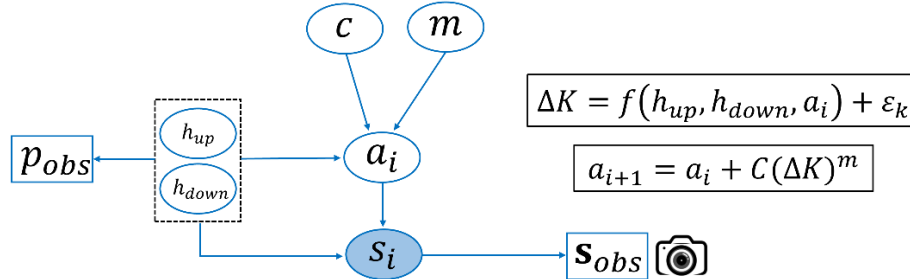 c
m
ΔK = f(h_up, h_down, a_i) + ε_k
h_up
p_obs
a_i
a_{i+1} = a_i + C(ΔK)^m
h_down
s_i
s_obs